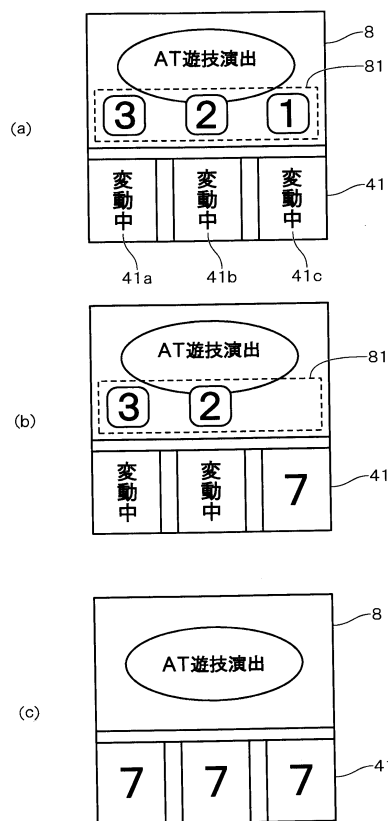 8
AT遊技演出
81
(a)
3 2 1
変動中 変動中 変動中
41
41a 41b 41c
AT遊技演出
81
(b)
3 2
変動中 変動中 7
41
8
AT遊技演出
(c)
7 7 7
41